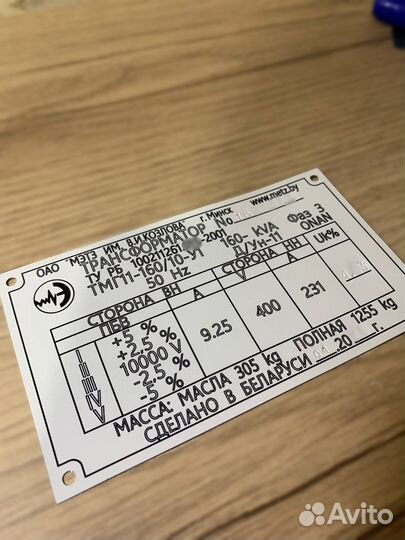 ОАО "МЭТЗ ИМ. В.И.КОЗЛОВА" г. Минск www.metz.by
ТРАНСФОРМАТОР No
ТУ РБ 100211261. -2001
ТМГ11-160/10-У1 160- kVA Фаз 3
50 Hz Д/Ун-11 ONAN
СТОРОНА ВН СТОРОНА НН Uk%
ПБВ A V A
I +5 %
II +2,5 %
III 10000 V 9.25 400 231
IV -2,5 %
V -5 %
МАССА: МАСЛА 305 kg ПОЛНАЯ 1255 kg
СДЕЛАНО В БЕЛАРУСИ 20 г.
Avito